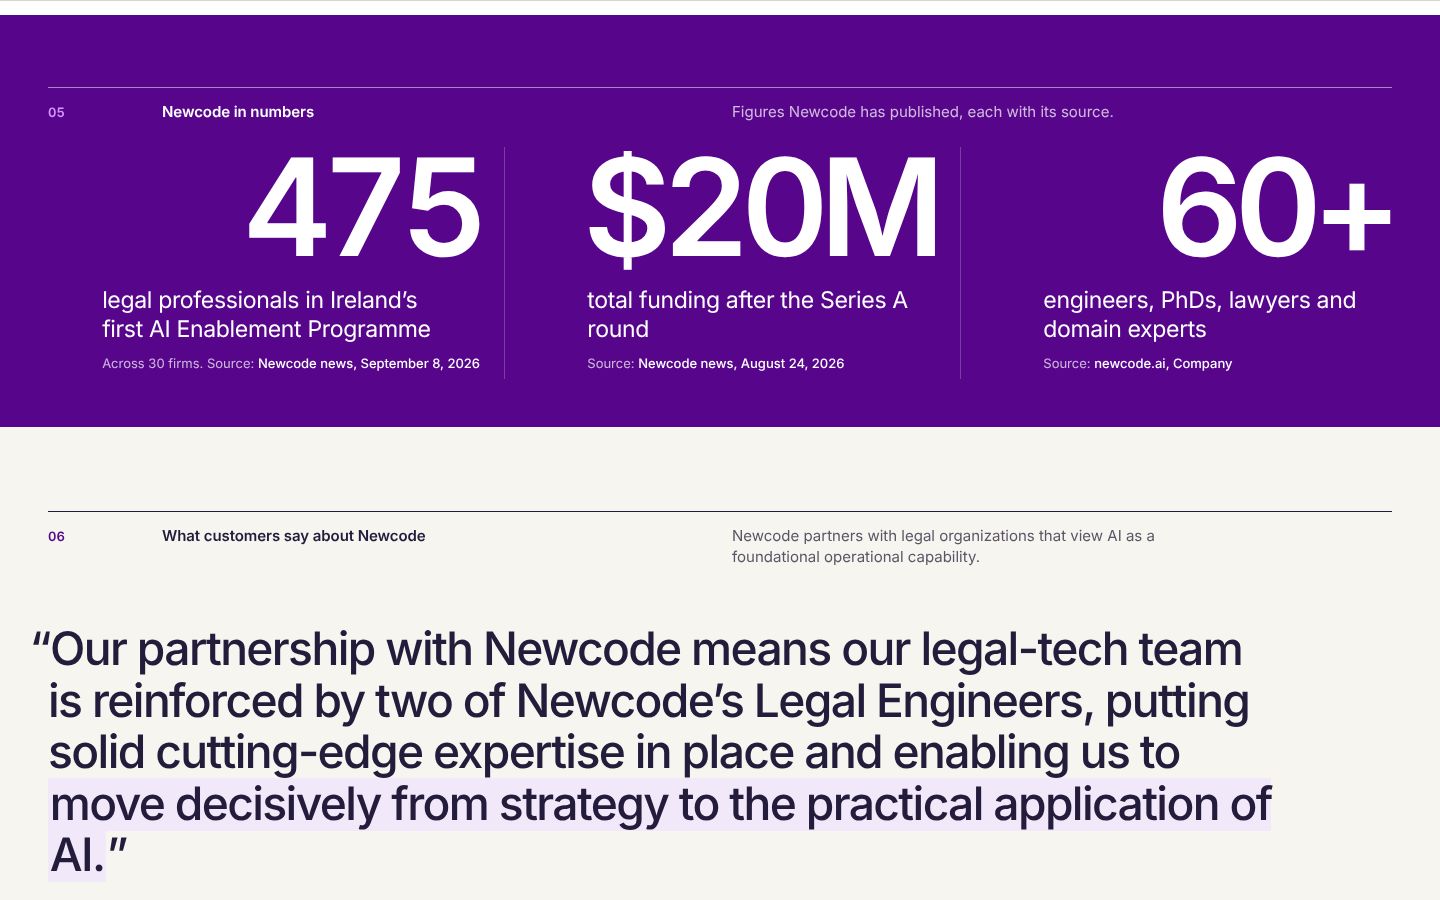 05
Newcode in numbers
Figures Newcode has published, each with its source.
475
legal professionals in Ireland’s
first AI Enablement Programme
Across 30 firms. Source: Newcode news, September 8, 2026
$20M
total funding after the Series A
round
Source: Newcode news, August 24, 2026
60+
engineers, PhDs, lawyers and
domain experts
Source: newcode.ai, Company
06
What customers say about Newcode
Newcode partners with legal organizations that view AI as a
foundational operational capability.
“Our partnership with Newcode means our legal-tech team
is reinforced by two of Newcode’s Legal Engineers, putting
solid cutting-edge expertise in place and enabling us to
move decisively from strategy to the practical application of
AI.”